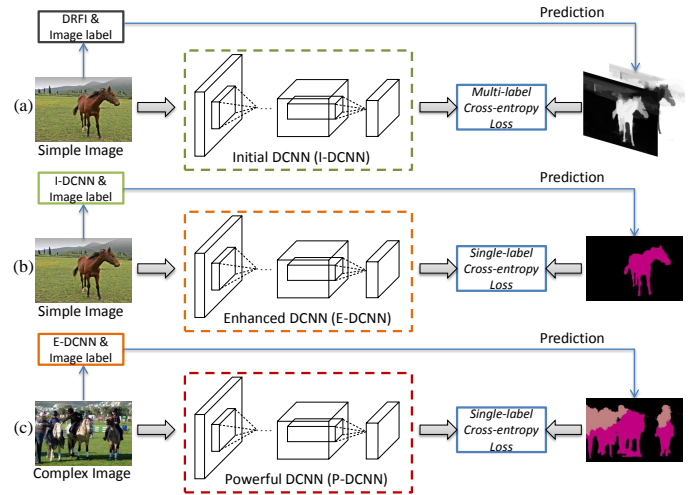 DRFI &
Image label
Prediction
(a)
Simple Image
Initial DCNN (I-DCNN)
Multi-label
Cross-entropy
Loss
I-DCNN &
Image label
Prediction
(b)
Simple Image
Enhanced DCNN (E-DCNN)
Single-label
Cross-entropy
Loss
E-DCNN &
Image label
Prediction
(c)
Complex Image
Powerful DCNN (P-DCNN)
Single-label
Cross-entropy
Loss